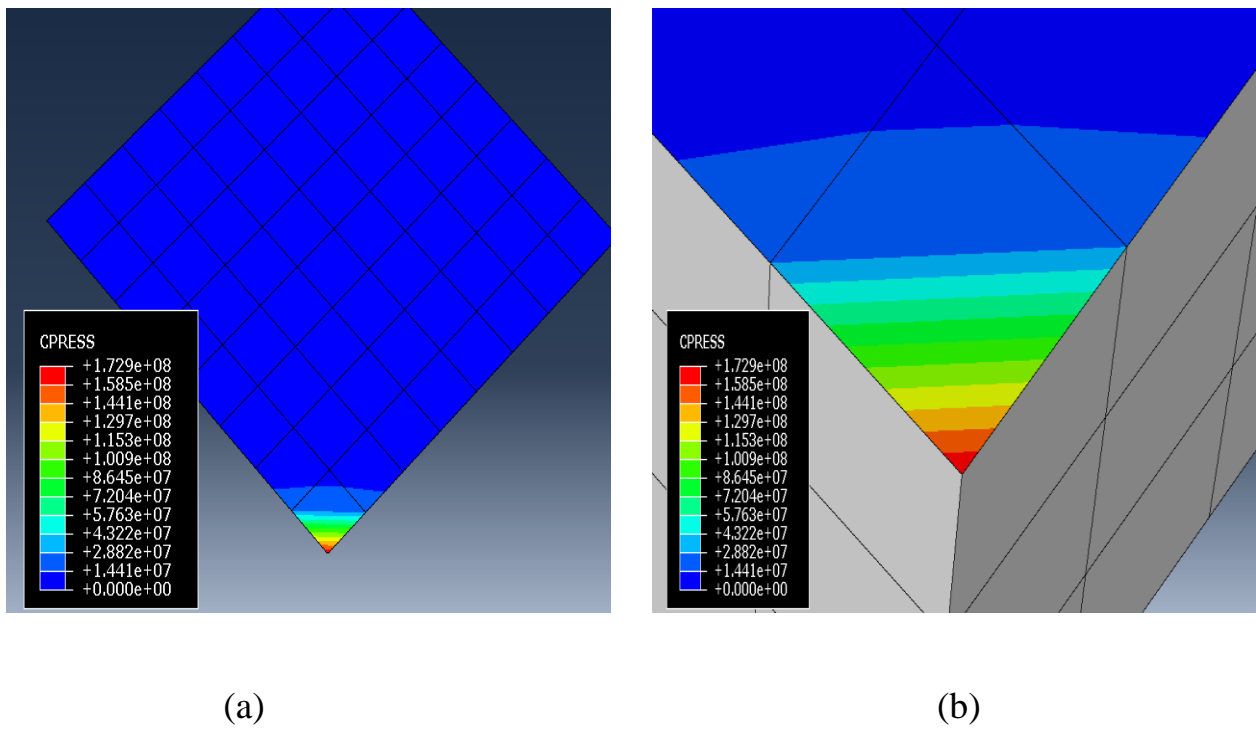 CPRESS
+1.729e+08
+1.585e+08
+1.441e+08
+1.297e+08
+1.153e+08
+1.009e+08
+8.645e+07
+7.204e+07
+5.763e+07
+4.322e+07
+2.882e+07
+1.441e+07
+0.000e+00
CPRESS
+1.729e+08
+1.585e+08
+1.441e+08
+1.297e+08
+1.153e+08
+1.009e+08
+8.645e+07
+7.204e+07
+5.763e+07
+4.322e+07
+2.882e+07
+1.441e+07
+0.000e+00
(a)
(b)